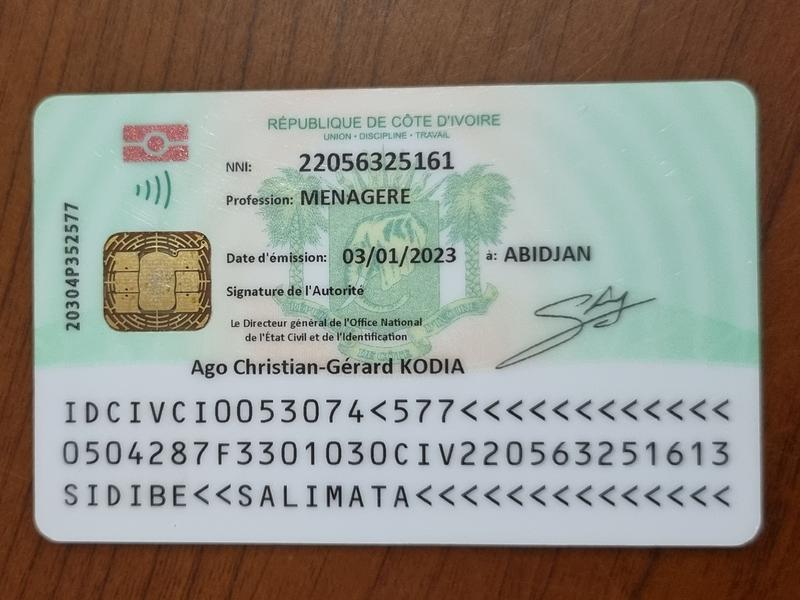 RÉPUBLIQUE DE CÔTE D'IVOIRE
UNION • DISCIPLINE • TRAVAIL
NNI: 22056325161
Profession: MENAGERE
Date d'émission: 03/01/2023 à: ABIDJAN
Signature de l'Autorité
Le Directeur général de l'Office National
de l'État Civil et de l'Identification
Ago Christian-Gérard KODIA
20304P352577
IDCIVCI0053074<577<<<<<<<<<<<<
0504287F3301030CIV220563251613
SIDIBE<<SALIMATA<<<<<<<<<<<<<<